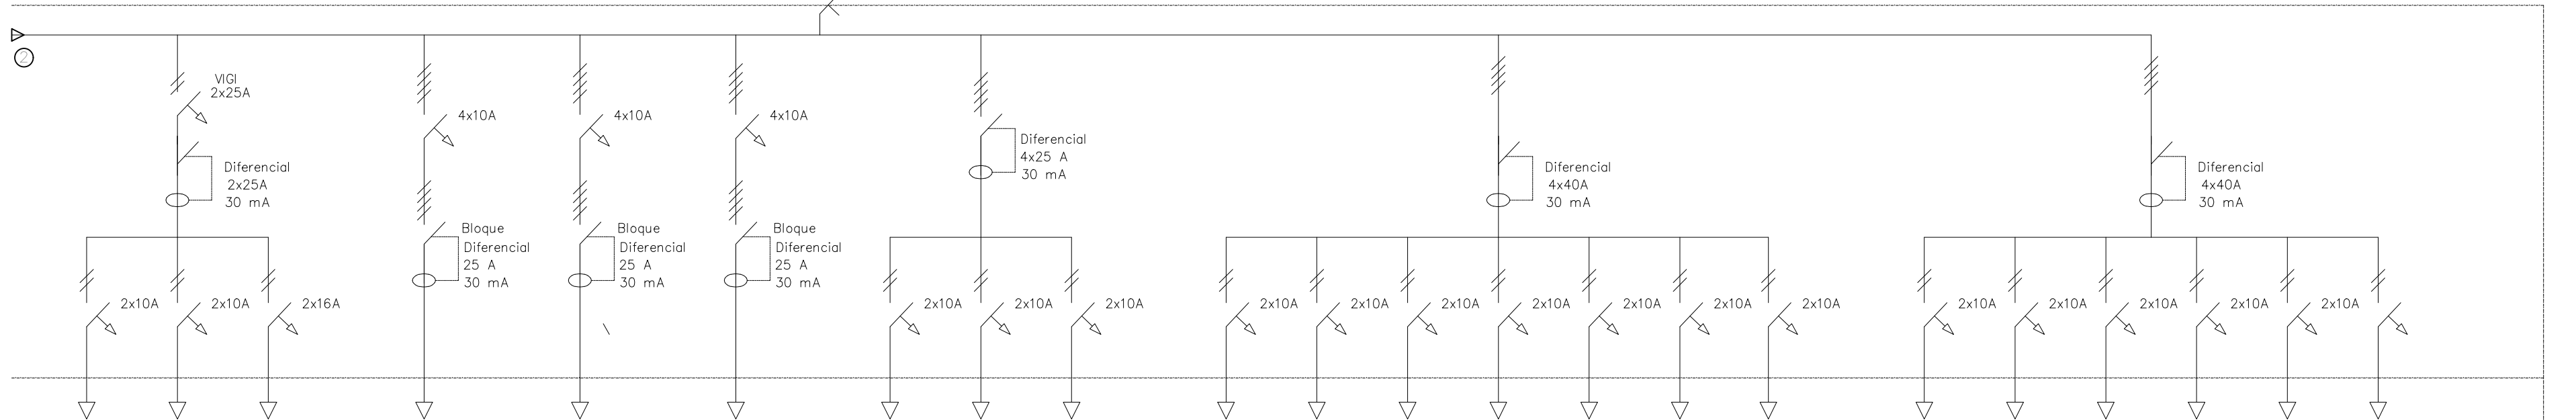 2
VIGI
2x25A
Diferencial
2x25A
30 mA
2x10A
2x10A
2x16A
4x10A
Bloque
Diferencial
25 A
30 mA
4x10A
Bloque
Diferencial
25 A
30 mA
4x10A
Bloque
Diferencial
25 A
30 mA
Diferencial
4x25 A
30 mA
2x10A
2x10A
2x10A
Diferencial
4x40A
30 mA
2x10A
2x10A
2x10A
2x10A
2x10A
2x10A
2x10A
Diferencial
4x40A
30 mA
2x10A
2x10A
2x10A
2x10A
2x10A